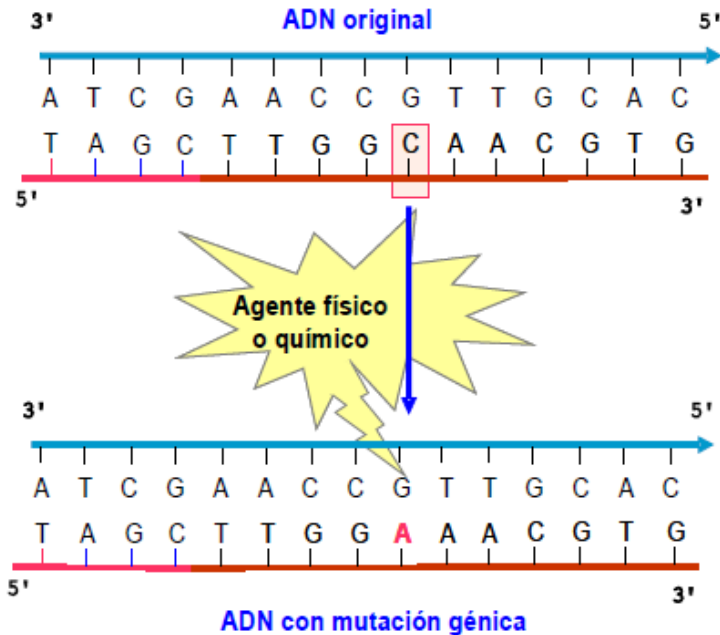 3' ADN original 5'
A T C G A A C C G T T G C A C
T A G C T T G G C A A C G T G
5' 3'
Agente físico
o químico
3' 5'
A T C G A A C C G T T G C A C
T A G C T T G G A A A C G T G
5' 3'
ADN con mutación génica